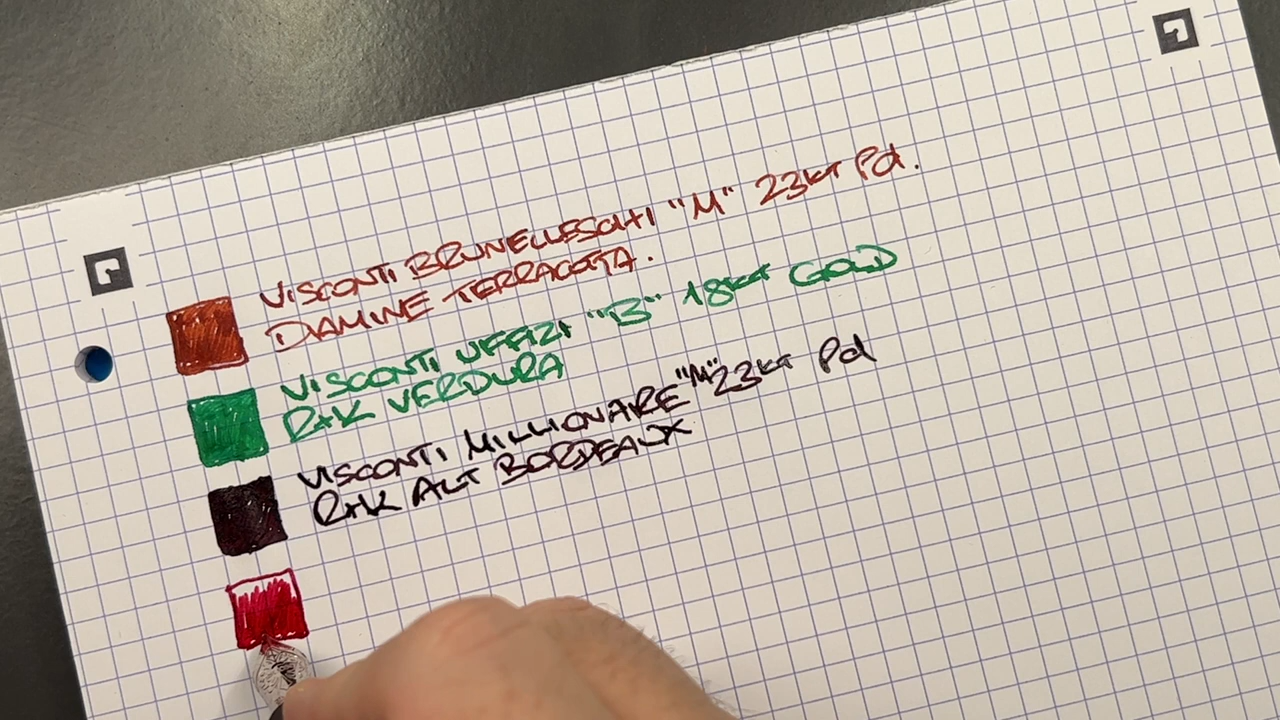 VISCONTI BRUNELLESCHI "M" 23kt Pd.
DIAMINE TERRACOTTA.
VISCONTI UFFIZI "B" 18kt GOLD
R+K VERDURA
VISCONTI MILLIONARE "M" 23kt Pd
R+K ALT BORDEAUX